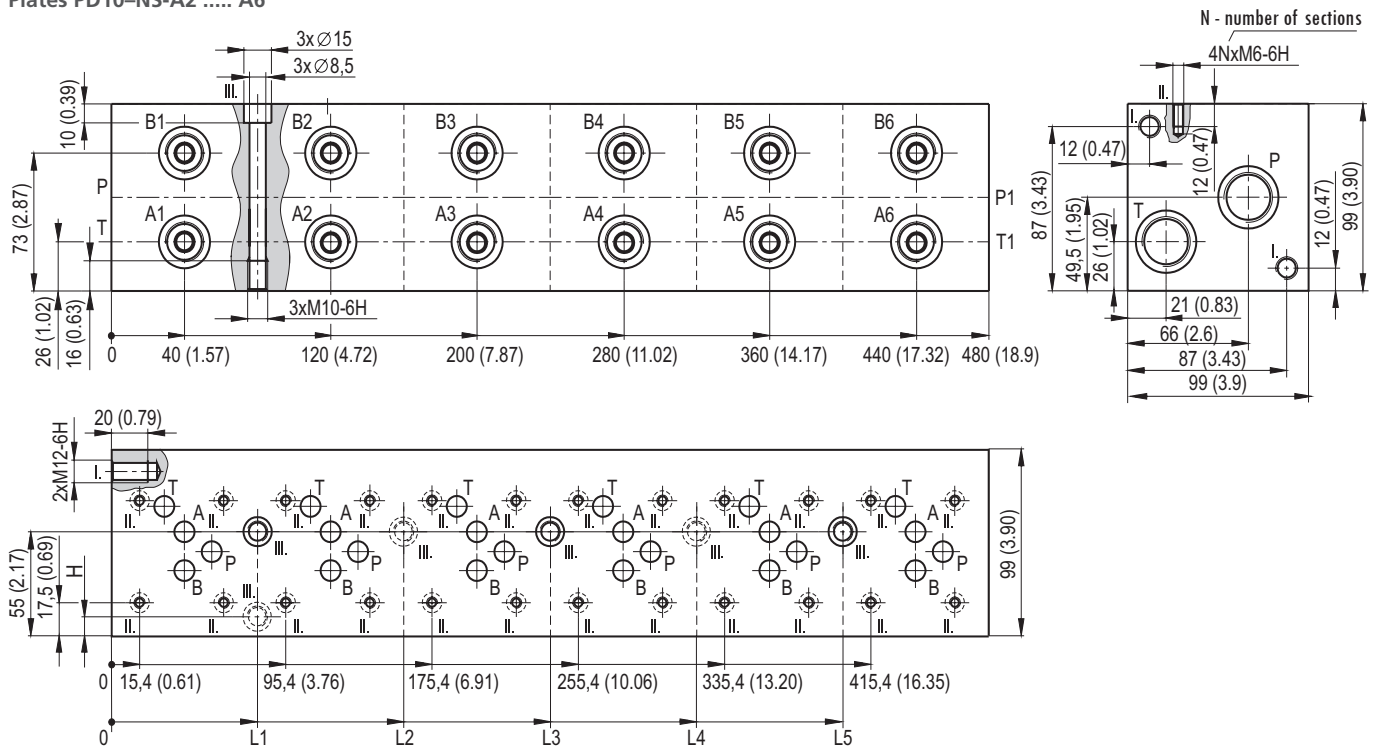 Plates PD10–NS-A2 ..... A6
N - number of sections
3x∅15
3x∅8,5
III.
10 (0.39)
B1
B2
B3
B4
B5
B6
73 (2.87)
P
P1
A1
A2
A3
A4
A5
A6
T
T1
26 (1.02)
16 (0.63)
3xM10-6H
0
40 (1.57)
120 (4.72)
200 (7.87)
280 (11.02)
360 (14.17)
440 (17.32)
480 (18.9)
4NxM6-6H
II.
I.
12 (0.47)
12 (0.47)
P
T
I.
87 (3.43)
49,5 (1.95)
26 (1.02)
12 (0.47)
99 (3.90)
21 (0.83)
66 (2.6)
87 (3.43)
99 (3.9)
20 (0.79)
2xM12-6H
I.
T
T
T
T
T
T
II. II. II. II. II. II. II. II. II. II. II. II.
A
A
A
A
A
A
III. III. III. III. III.
P
P
P
P
P
P
B
B
B
B
B
B
III.
II. II. II. II. II. II. II. II. II. II. II. II.
55 (2.17)
17,5 (0.69)
H
99 (3.90)
0
15,4 (0.61)
95,4 (3.76)
175,4 (6.91)
255,4 (10.06)
335,4 (13.20)
415,4 (16.35)
0
L1
L2
L3
L4
L5